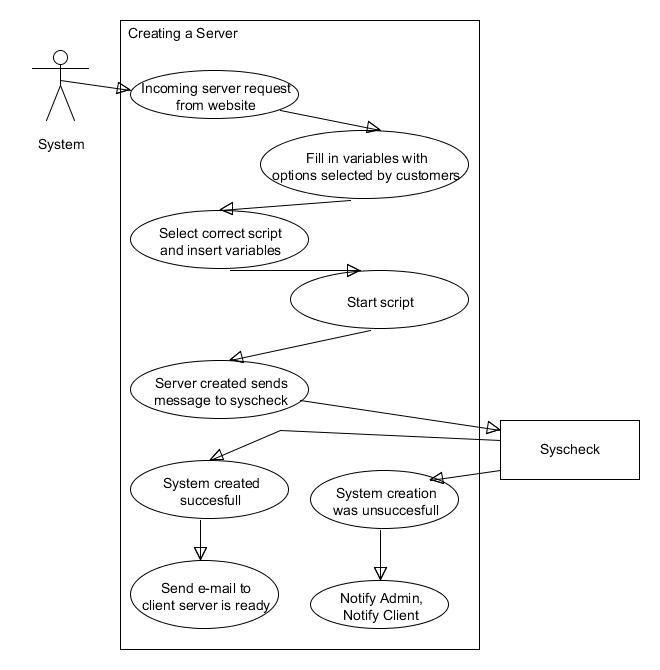 Creating a Server
Incoming server request
from website
System
Fill in variables with
options selected by customers
Select correct script
and insert variables
Start script
Server created sends
message to syscheck
Syscheck
System created
succesfull
System creation
was unsuccesfull
Send e-mail to
client server is ready
Notify Admin,
Notify Client